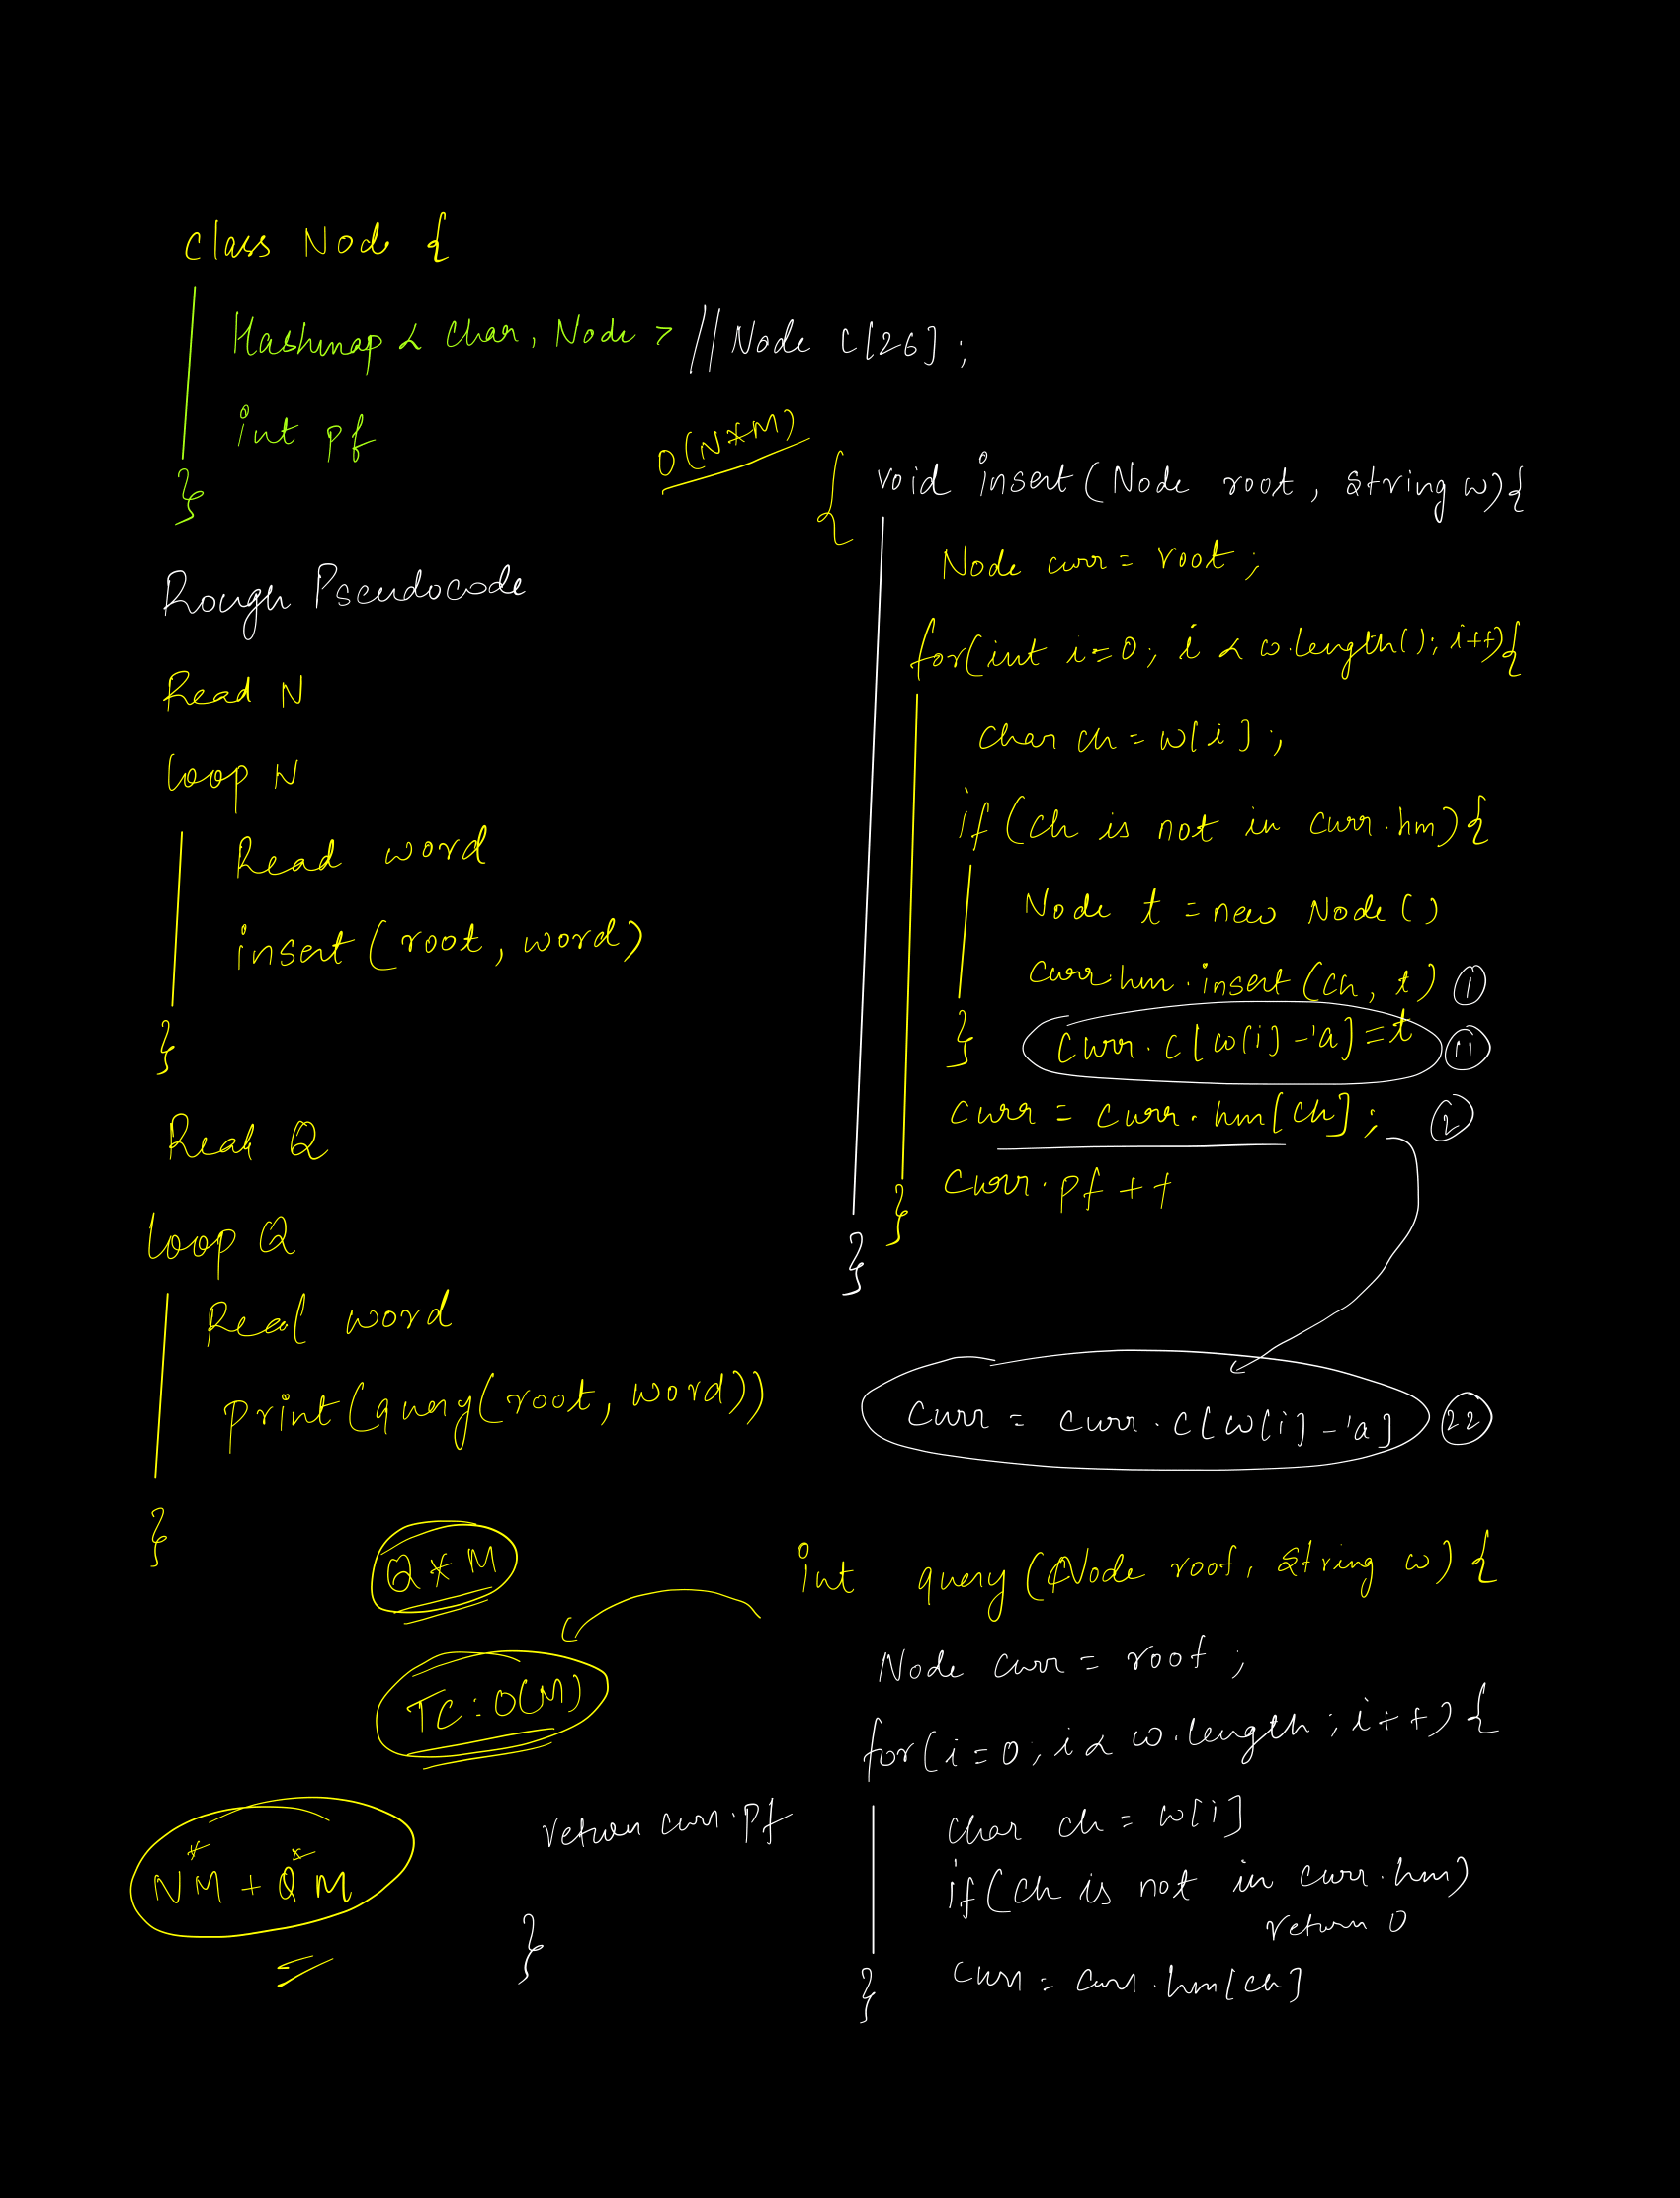 class Node {
Hashmap < char, Node > // Node c[26];
int pf
}
Rough Pseudocode
Read N
loop N
Read word
insert(root, word)
}
Read Q
loop Q
Read word
print(query(root, word))
}
O(N*M)
{ void insert(Node root, string w){
Node curr = root;
for(int i=0; i < w.length(); i++){
char ch = w[i];
if (ch is not in curr.hm){
Node t = new Node()
curr.hm.insert(ch, t) 1
} curr.c[w[i]-'a]=t 11
curr = curr.hm[ch]; 2
curr.pf++
}
}
curr = curr.c[w[i]-'a] 22
Q * M
TC: O(M)
N*M + Q*M
int query(Node root, string w) {
Node curr = root;
for(i=0; i< w.length; i++) {
char ch = w[i]
if(ch is not in curr.hm)
return 0
curr = curr.hm[ch]
}
return curr.pf
}